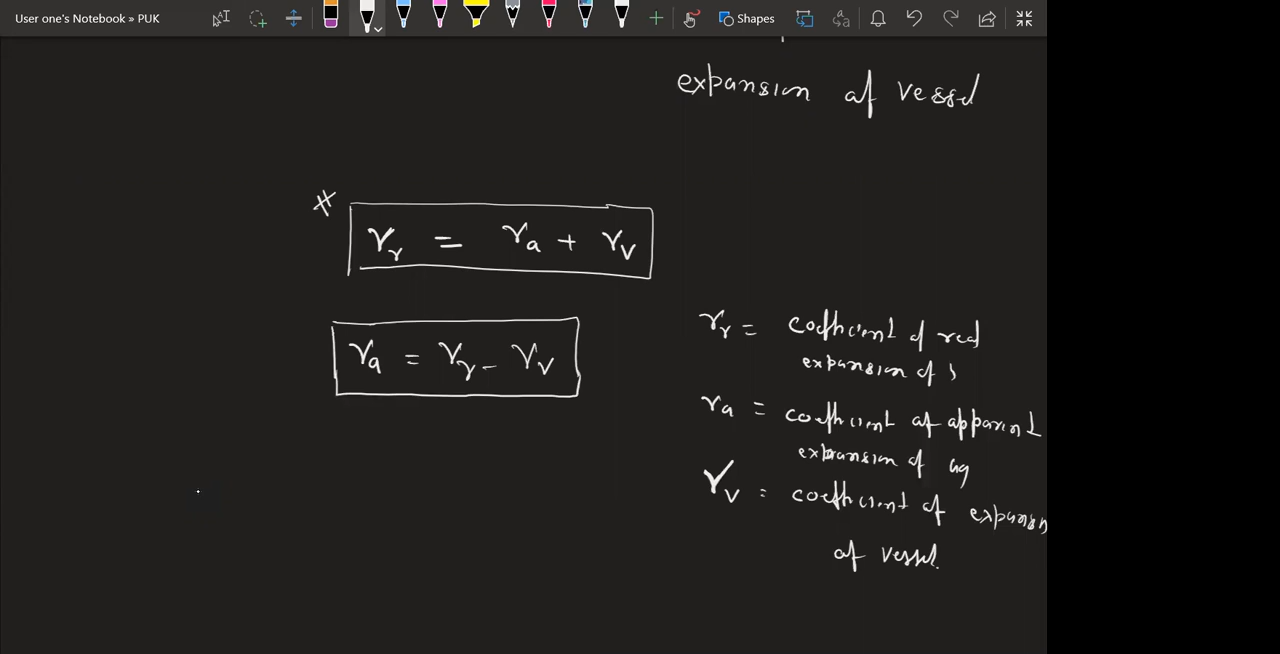 User one's Notebook » PUK
Shapes
expansion of vessel
* γr = γa + γv
γa = γr - γv
γr = coefficient of real
expansion of
γa = coefficient of apparent
expansion of
γv = coefficient of expansion
of vessel.